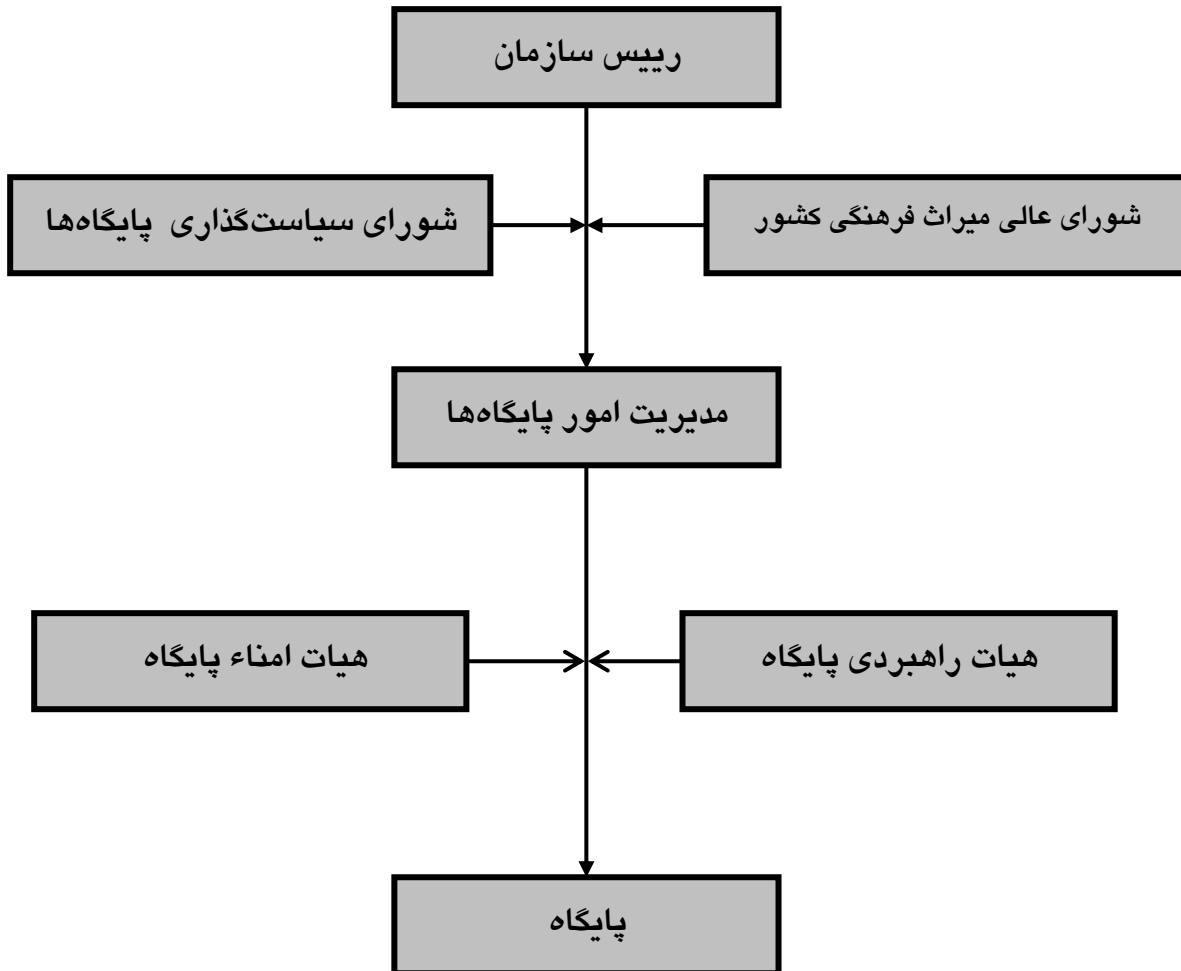 رییس سازمان
شورای عالی میراث فرهنگی کشور
شورای سیاست‌گذاری پایگاه‌ها
مدیریت امور پایگاه‌ها
هیات راهبردی پایگاه
هیات امناء پایگاه
پایگاه